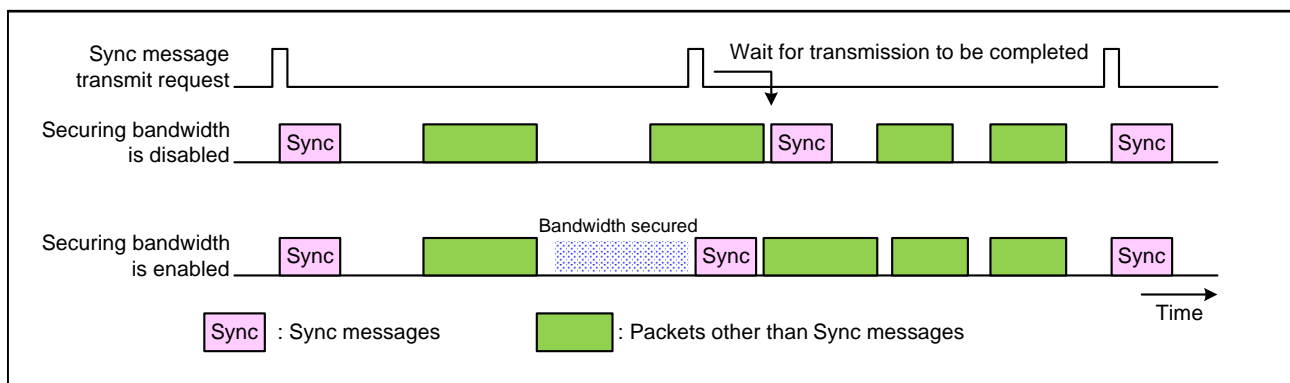 Sync message
transmit request
Wait for transmission to be completed
Securing bandwidth
is disabled
Sync
Sync
Sync
Securing bandwidth
is enabled
Bandwidth secured
Sync
Sync
Sync
Time
Sync : Sync messages
: Packets other than Sync messages